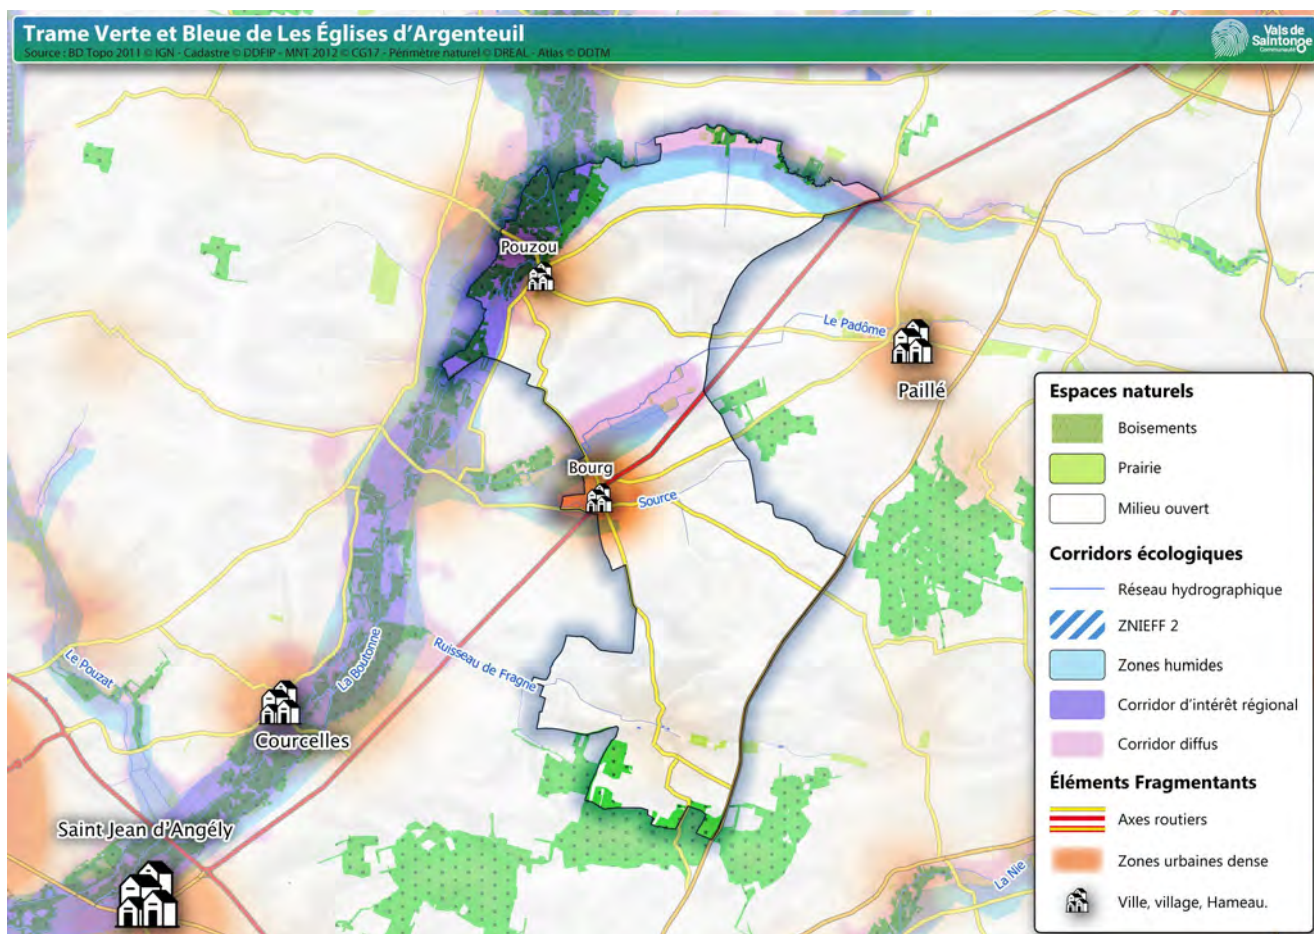 Trame Verte et Bleue de Les Églises d'Argenteuil
Source : BD Topo 2011 © IGN - Cadastre © DDFIP - MNT 2012 © CG17 - Périmètre naturel © DREAL - Atlas © DDTM
Vals de
Saintonge
Communauté
Pouzou
Le Padôme
Paillé
Bourg
Source
Ruisseau de Fragne
La Boutonne
Le Pouzat
Courcelles
Saint Jean d'Angély
La Nie
Espaces naturels
Boisements
Prairie
Milieu ouvert
Corridors écologiques
Réseau hydrographique
ZNIEFF 2
Zones humides
Corridor d'intérêt régional
Corridor diffus
Éléments Fragmentants
Axes routiers
Zones urbaines dense
Ville, village, Hameau.